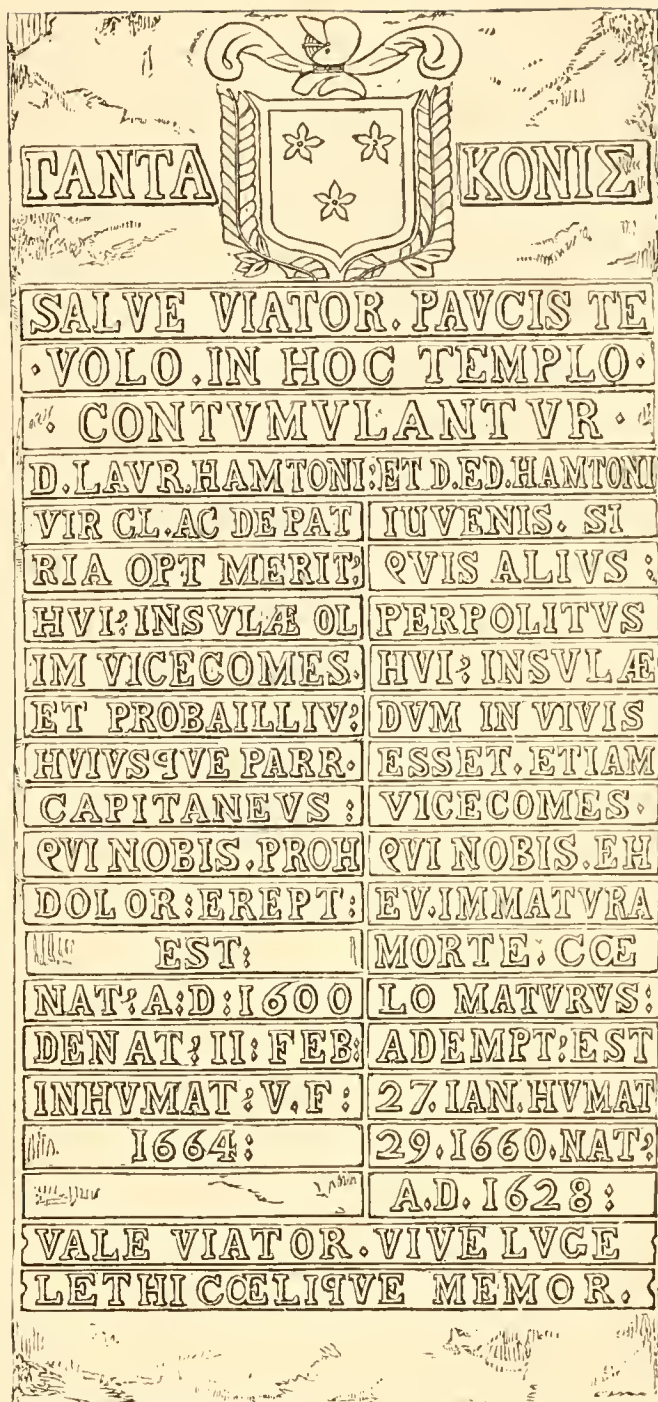 ΓΑΝΤΑ ΚΟΝΙΣ
SALVE VIATOR. PAVCIS TE
·VOLO.IN HOC TEMPLO·
· CONTVMVLANTVR ·
D.LAVR.HAMTONI:ET D.ED.HAMTONI
VIR CL.AC DE PAT
RIA OPT MERIT:
HVI: INSVLÆ OL
IM VICECOMES.
ET PROBAILLIV:
HVIVSqVE PARR.
CAPITANEVS :
QVI NOBIS.PROH
DOLOR:EREPT:
EST:
NAT:A:D:1600
DENAT: II: FEB:
INHVMAT: V.F:
1664:
IUVENIS. SI
QVIS ALIVS :
PERPOLITVS
HVI: INSVLÆ
DVM IN VIVIS
ESSET.ETIAM
VICECOMES.
QVI NOBIS.EH
EV.IMMATVRA
MORTE: CŒ
LO MATVRVS:
ADEMPT:EST
27.IAN.HVMAT
29.1660.NAT:
A.D. 1628:
VALE VIATOR.VIVE LVGE
LETHI CŒLIqVE MEMOR.